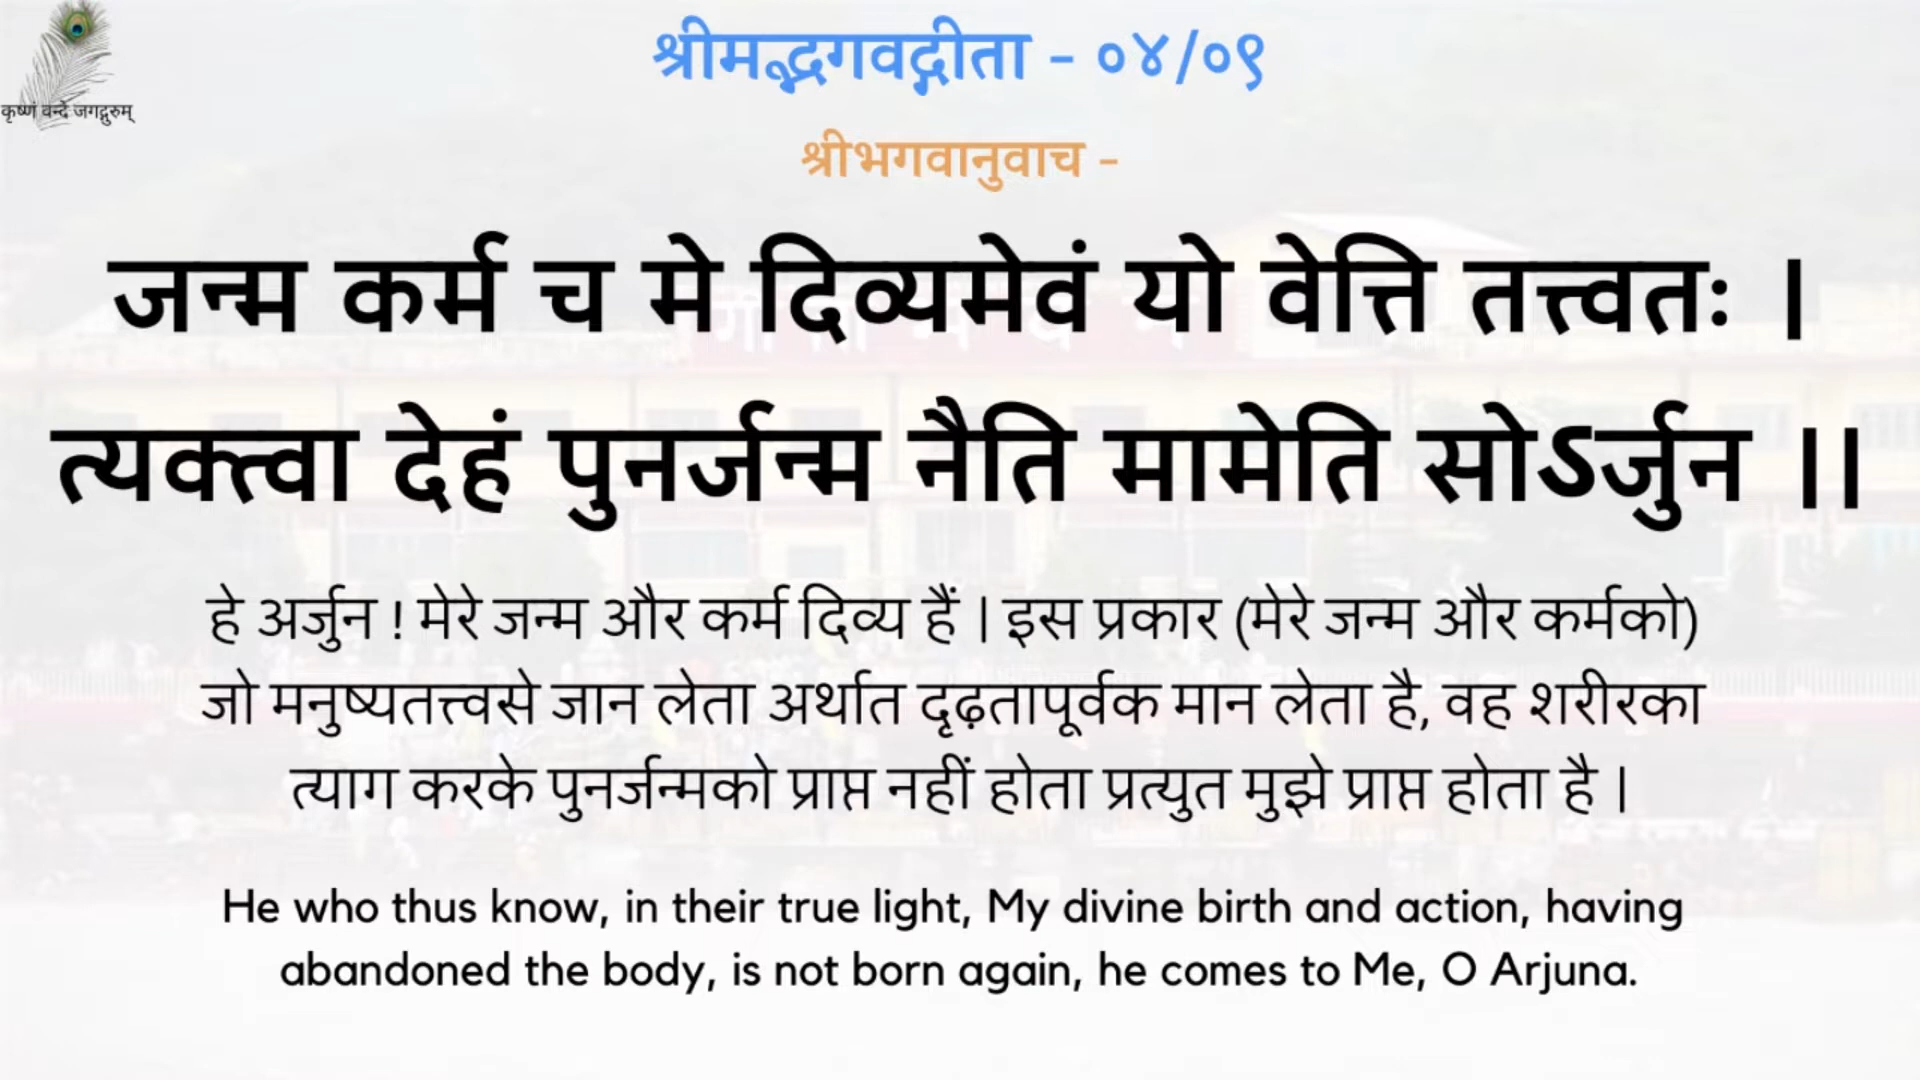 कृष्णं वन्दे जगद्गुरुम्
श्रीमद्भगवद्गीता - ०४/०९
श्रीभगवानुवाच -
जन्म कर्म च मे दिव्यमेवं यो वेत्ति तत्त्वतः |
त्यक्त्वा देहं पुनर्जन्म नैति मामेति सोऽर्जुन ||
हे अर्जुन ! मेरे जन्म और कर्म दिव्य हैं | इस प्रकार (मेरे जन्म और कर्मको)
जो मनुष्यतत्त्वसे जान लेता अर्थात दृढ़तापूर्वक मान लेता है, वह शरीरका
त्याग करके पुनर्जन्मको प्राप्त नहीं होता प्रत्युत मुझे प्राप्त होता है |
He who thus know, in their true light, My divine birth and action, having
abandoned the body, is not born again, he comes to Me, O Arjuna.